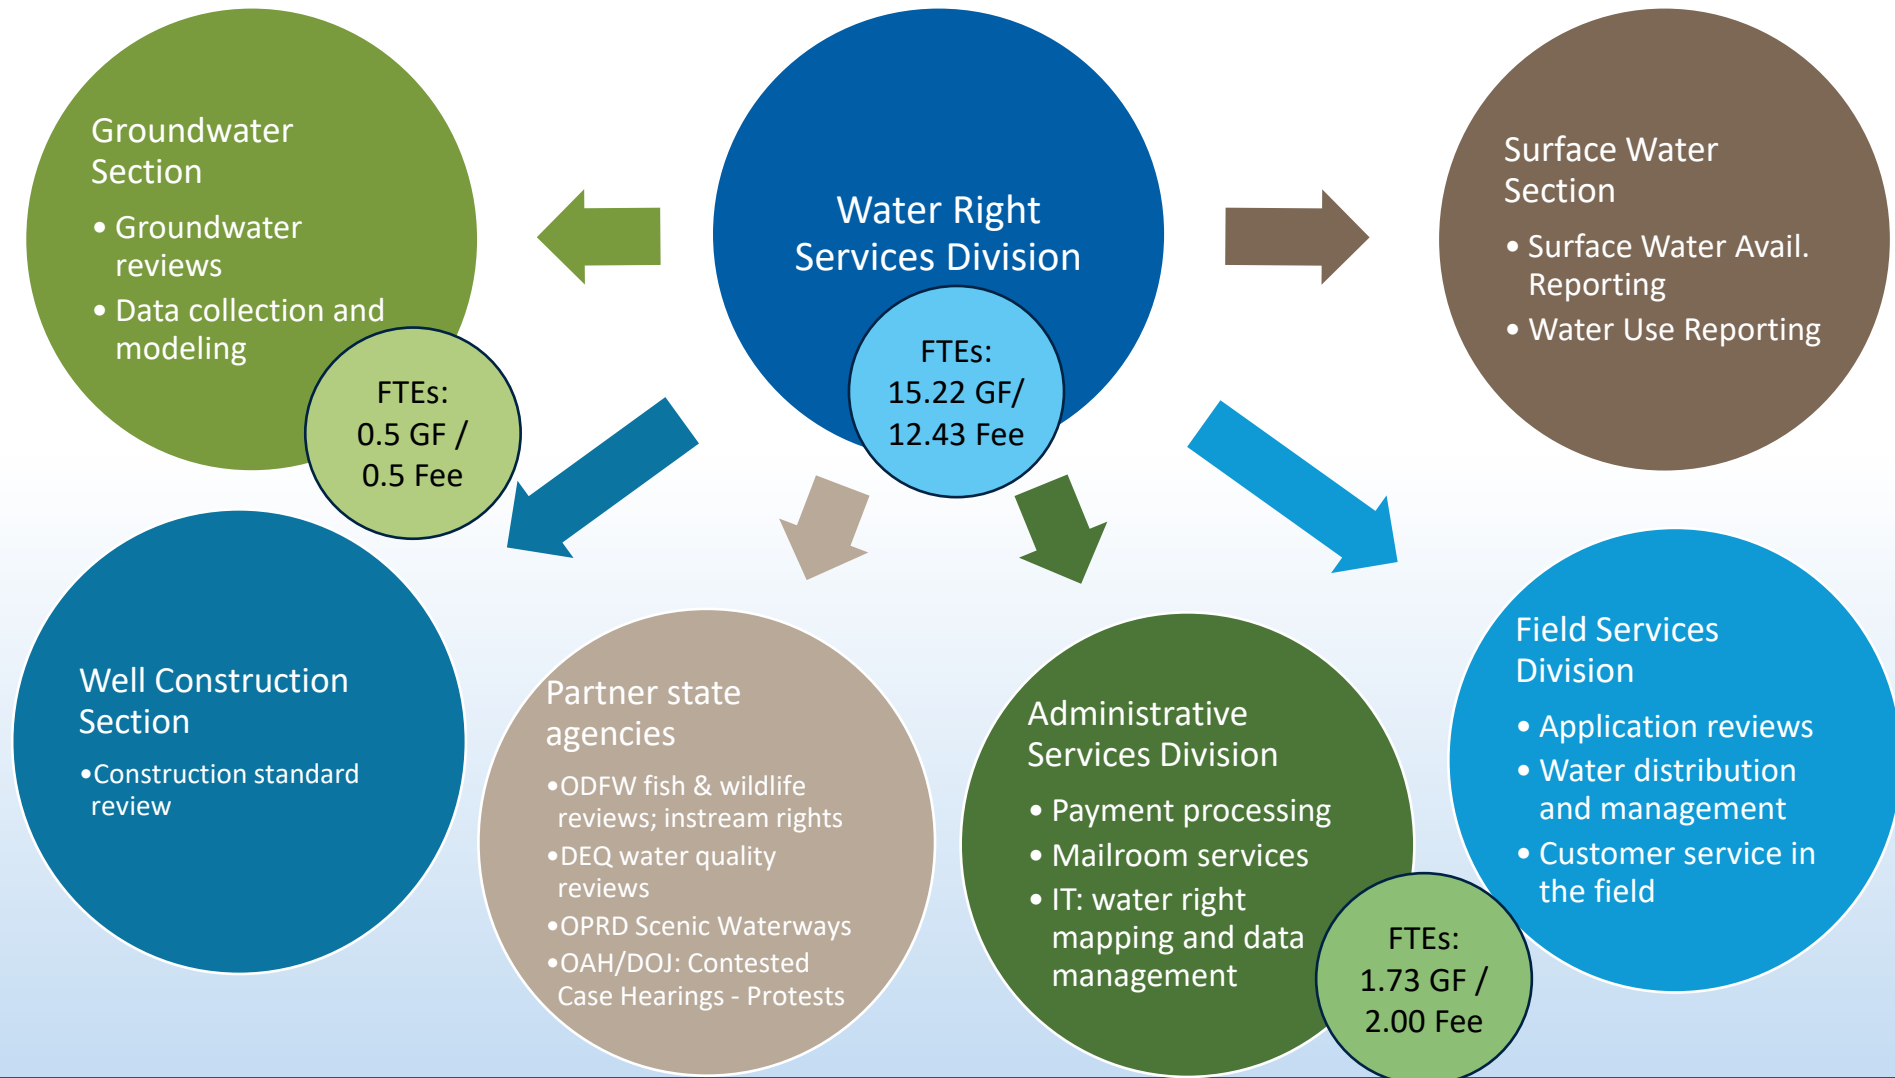 Groundwater
Section
• Groundwater
reviews
• Data collection and
modeling
FTEs:
0.5 GF /
0.5 Fee
Water Right
Services Division
FTEs:
15.22 GF/
12.43 Fee
Surface Water
Section
• Surface Water Avail.
Reporting
• Water Use Reporting
Well Construction
Section
•Construction standard
review
Partner state
agencies
•ODFW fish & wildlife
reviews; instream rights
•DEQ water quality
reviews
•OPRD Scenic Waterways
•OAH/DOJ: Contested
Case Hearings - Protests
Administrative
Services Division
• Payment processing
• Mailroom services
• IT: water right
mapping and data
management
FTEs:
1.73 GF /
2.00 Fee
Field Services
Division
• Application reviews
• Water distribution
and management
• Customer service in
the field